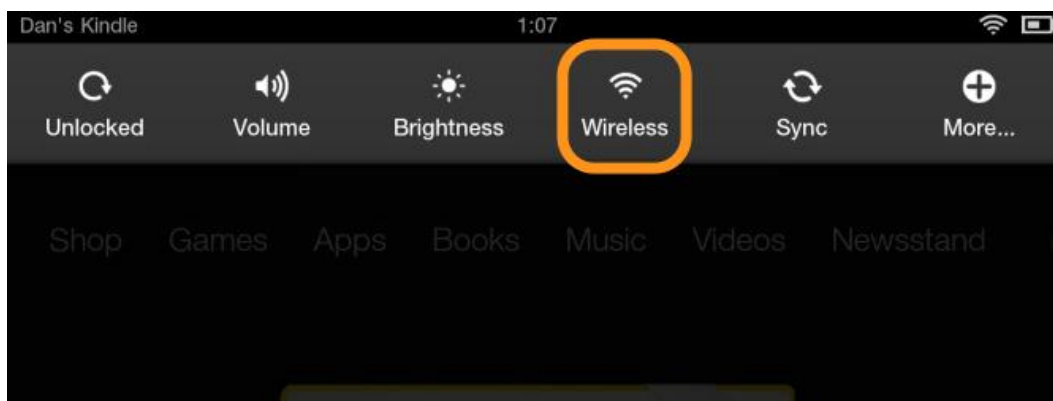 Dan's Kindle 1:07
Unlocked Volume Brightness Wireless Sync More...
Shop Games Apps Books Music Videos Newsstand